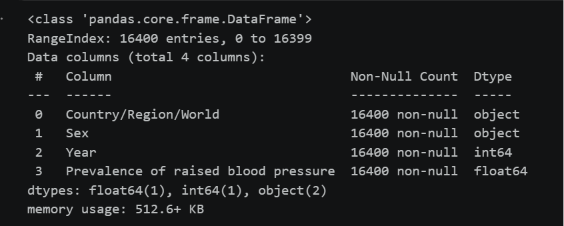 <class 'pandas.core.frame.DataFrame'>
RangeIndex: 16400 entries, 0 to 16399
Data columns (total 4 columns):
 #   Column                               Non-Null Count  Dtype
---  ------                               --------------  -----
 0   Country/Region/World                 16400 non-null  object
 1   Sex                                  16400 non-null  object
 2   Year                                 16400 non-null  int64
 3   Prevalence of raised blood pressure  16400 non-null  float64
dtypes: float64(1), int64(1), object(2)
memory usage: 512.6+ KB